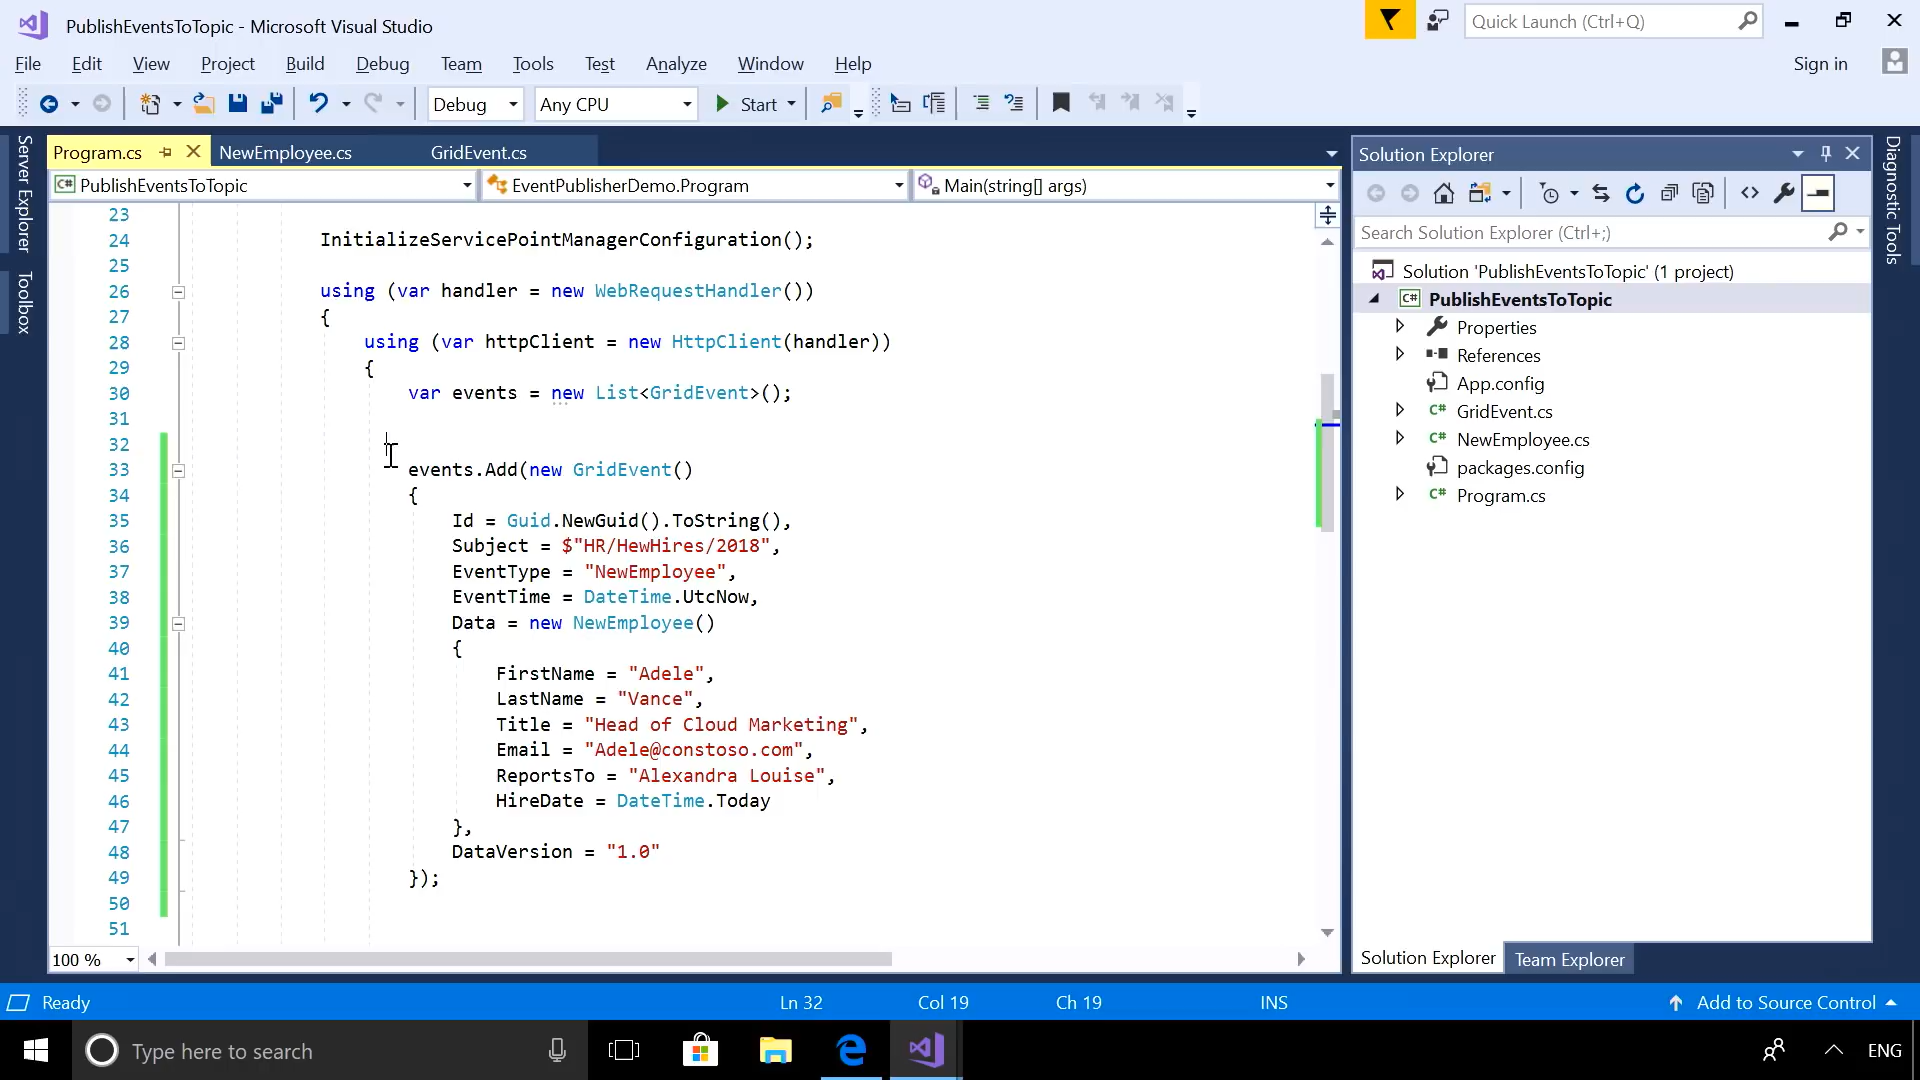 PublishEventsToTopic - Microsoft Visual Studio
Quick Launch (Ctrl+Q)
File Edit View Project Build Debug Team Tools Test Analyze Window Help
Sign in
Debug Any CPU Start
Server Explorer
Toolbox
Program.cs NewEmployee.cs GridEvent.cs
C# PublishEventsToTopic EventPublisherDemo.Program Main(string[] args)
23
24 InitializeServicePointManagerConfiguration();
25
26 using (var handler = new WebRequestHandler())
27 {
28 using (var httpClient = new HttpClient(handler))
29 {
30 var events = new List<GridEvent>();
31
32
33 events.Add(new GridEvent()
34 {
35 Id = Guid.NewGuid().ToString(),
36 Subject = $"HR/HewHires/2018",
37 EventType = "NewEmployee",
38 EventTime = DateTime.UtcNow,
39 Data = new NewEmployee()
40 {
41 FirstName = "Adele",
42 LastName = "Vance",
43 Title = "Head of Cloud Marketing",
44 Email = "Adele@constoso.com",
45 ReportsTo = "Alexandra Louise",
46 HireDate = DateTime.Today
47 },
48 DataVersion = "1.0"
49 });
50
51
100 %
Solution Explorer
Search Solution Explorer (Ctrl+;)
Solution 'PublishEventsToTopic' (1 project)
C# PublishEventsToTopic
Properties
References
App.config
C# GridEvent.cs
C# NewEmployee.cs
packages.config
C# Program.cs
Solution Explorer Team Explorer
Diagnostic Tools
Ready Ln 32 Col 19 Ch 19 INS Add to Source Control
Type here to search
ENG